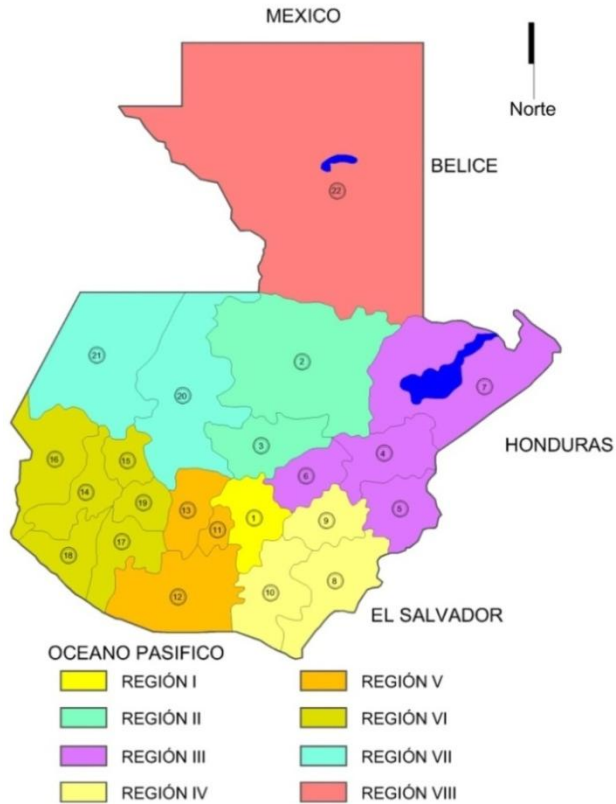 MEXICO
Norte
BELICE
22
21
20
2
7
3
HONDURAS
16
15
14
19
13
11
1
6
4
9
5
18
17
12
10
8
EL SALVADOR
OCEANO PASIFICO
REGIÓN I
REGIÓN V
REGIÓN II
REGIÓN VI
REGIÓN III
REGIÓN VII
REGIÓN IV
REGIÓN VIII